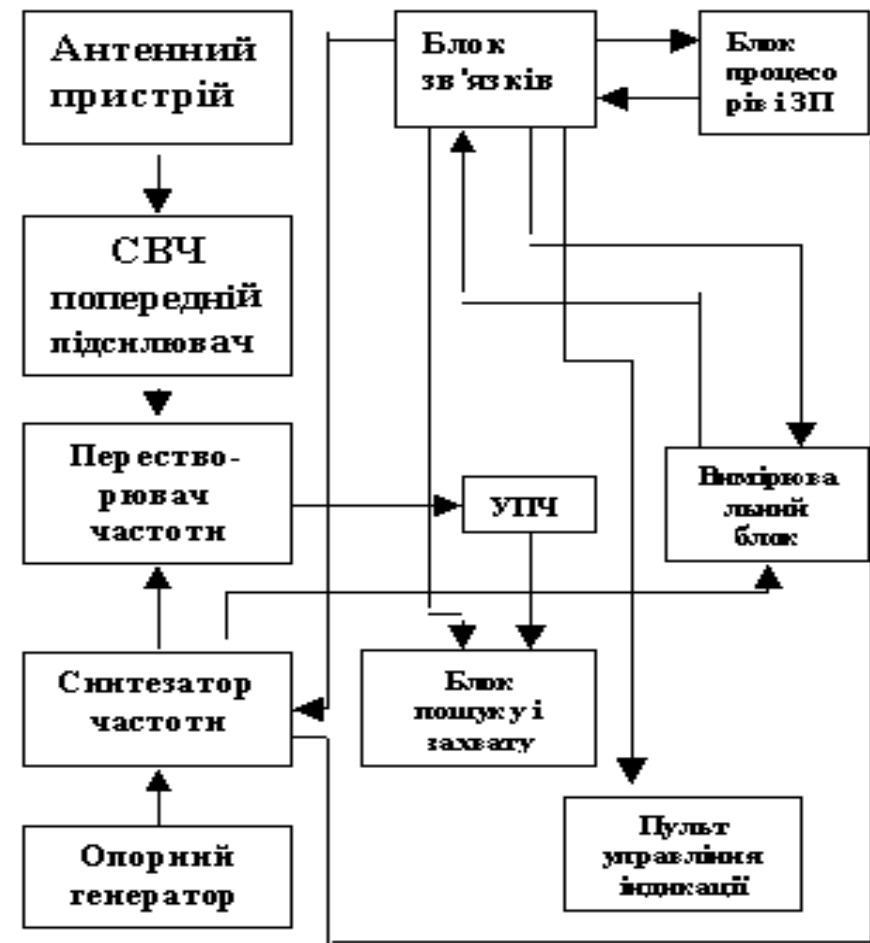 Антенний
пристрій
Блок
зв'язків
Блок
процесо
рів і ЗП
СВЧ
попередній
підсилювач
Перество-
рювач
частоти
УПЧ
Вимірюва
льний
блок
Синтезатор
частоти
Блок
пошуку і
захвату
Опорний
генератор
Пульт
управління
індикації